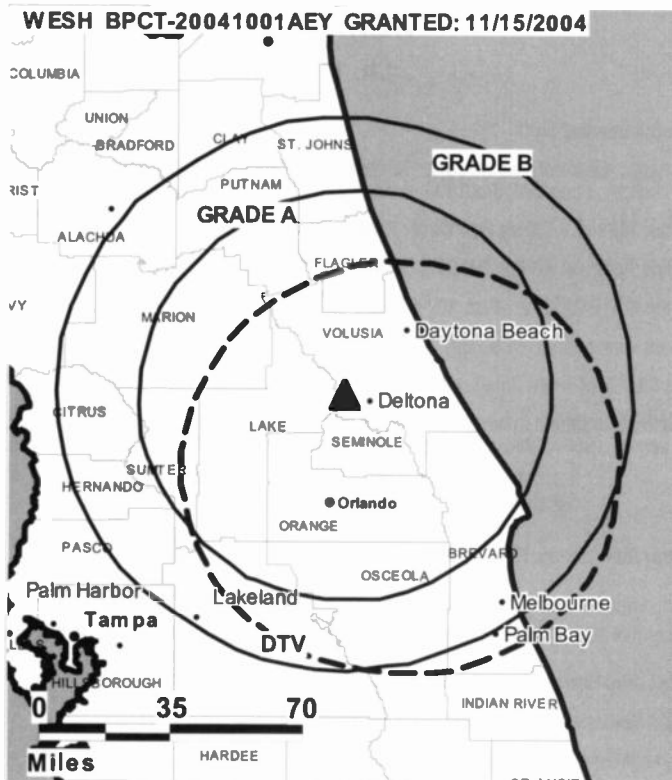 WESH BPCT-20041001AEY GRANTED: 11/15/2004
COLUMBIA
UNION
BRADFORD
CLAY
ST. JOHNS
GRADE B
RIST
PUTNAM
GRADE A
ALACHUA
FLAGLER
VY
MARION
VOLUSIA
Daytona Beach
Deltona
CITRUS
LAKE
SEMINOLE
SUMTER
HERNANDO
Orlando
ORANGE
PASCO
BREVARD
OSCEOLA
Palm Harbor
Lakeland
Melbourne
Tampa
DTV
Palm Bay
HILLSBOROUGH
INDIAN RIVER
0 35 70
Miles
HARDEE